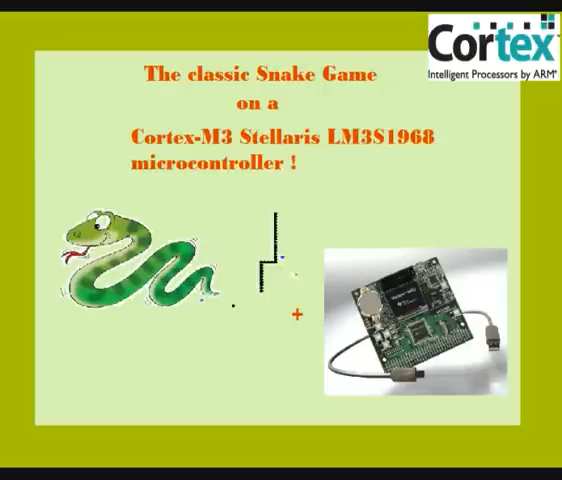 Cortex
Intelligent Processors by ARM®
The classic Snake Game
on a
Cortex-M3 Stellaris LM3S1968
microcontroller !
+